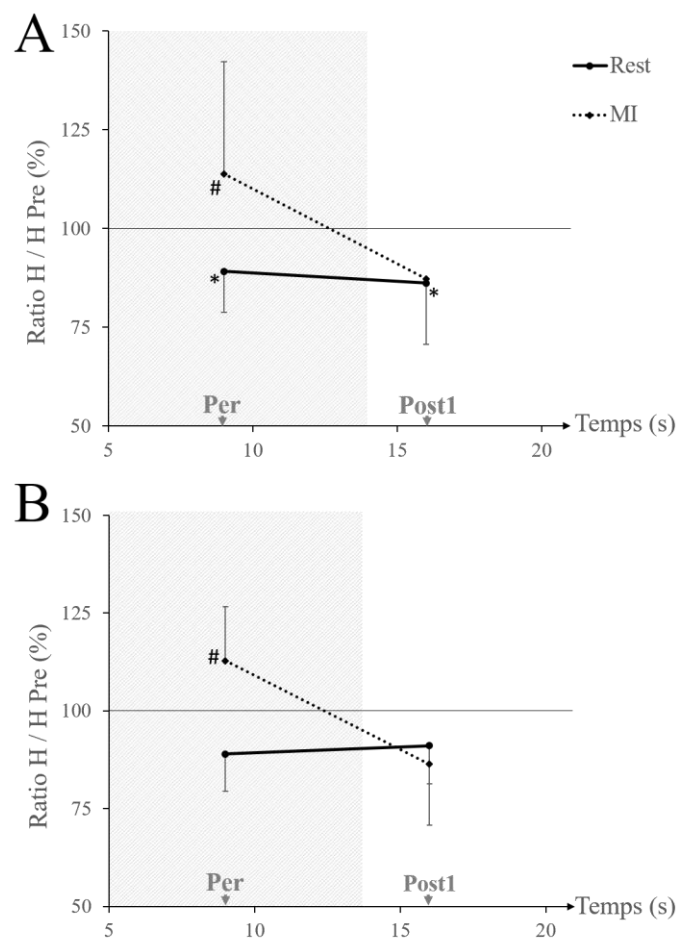 A
150
125
100
75
50
Ratio H / H Pre (%)
Rest
MI
#
*
*
Per
Post1
5
10
15
20
Temps (s)
B
150
125
100
75
50
Ratio H / H Pre (%)
#
Per
Post1
5
10
15
20
Temps (s)